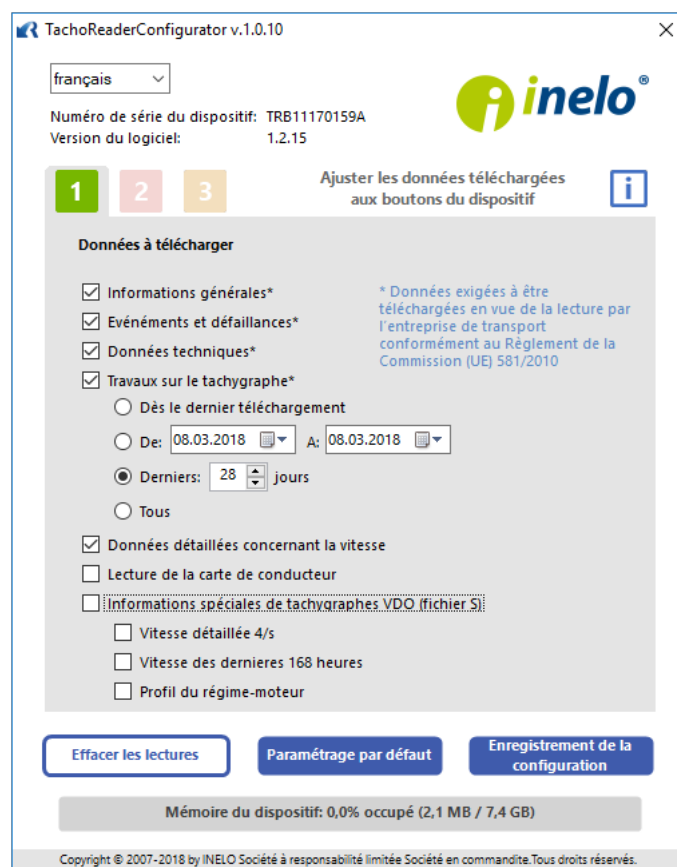 TachoReaderConfigurator v.1.0.10
français
inelo®
Numéro de série du dispositif: TRB11170159A
Version du logiciel: 1.2.15
1 2 3
Ajuster les données téléchargées
aux boutons du dispositif
i
Données à télécharger
Informations générales*
Evénéments et défaillances*
Données techniques*
Travaux sur le tachygraphe*
* Données exigées à être
téléchargées en vue de la lecture par
l'entreprise de transport
conformément au Règlement de la
Commission (UE) 581/2010
Dès le dernier téléchargement
De: 08.03.2018 A: 08.03.2018
Derniers: 28 jours
Tous
Données détaillées concernant la vitesse
Lecture de la carte de conducteur
Informations spéciales de tachygraphes VDO (fichier S)
Vitesse détaillée 4/s
Vitesse des dernieres 168 heures
Profil du régime-moteur
Effacer les lectures
Paramétrage par défaut
Enregistrement de la
configuration
Mémoire du dispositif: 0,0% occupé (2,1 MB / 7,4 GB)
Copyright © 2007-2018 by INELO Société à responsabilité limitée Société en commandite.Tous droits réservés.